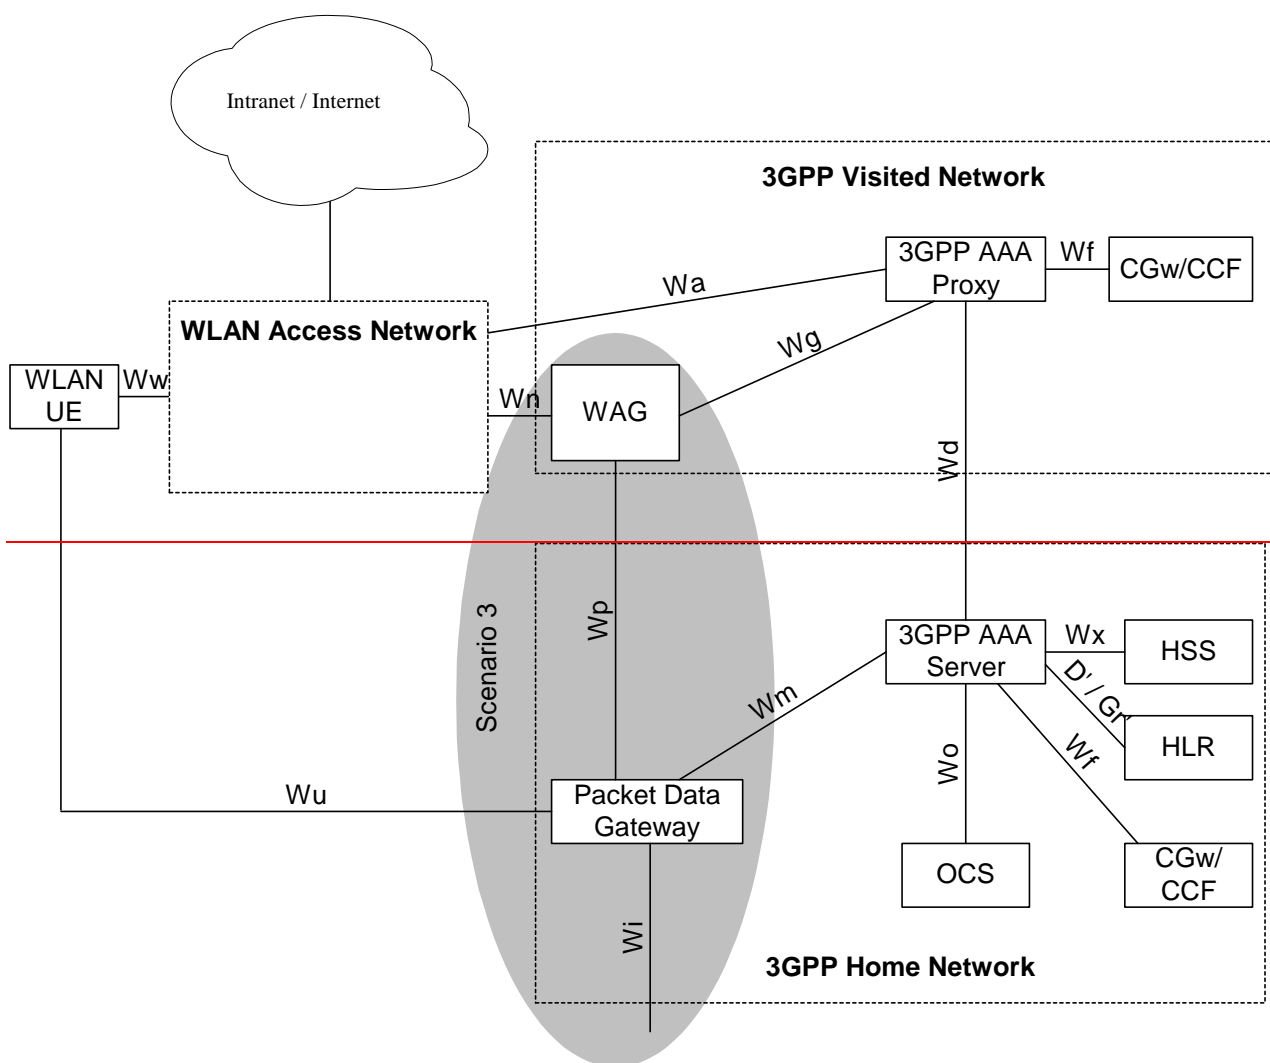 Intranet / Internet
3GPP Visited Network
3GPP AAA
Proxy
Wf
CGw/CCF
Wa
WLAN Access Network
Wg
WLAN
UE
Ww
Wn
WAG
Wd
Scenario 3
Wp
3GPP AAA
Server
Wx
HSS
D' / Gr'
HLR
Wm
Wo
Wf
Wu
Packet Data
Gateway
OCS
CGw/
CCF
Wi
3GPP Home Network